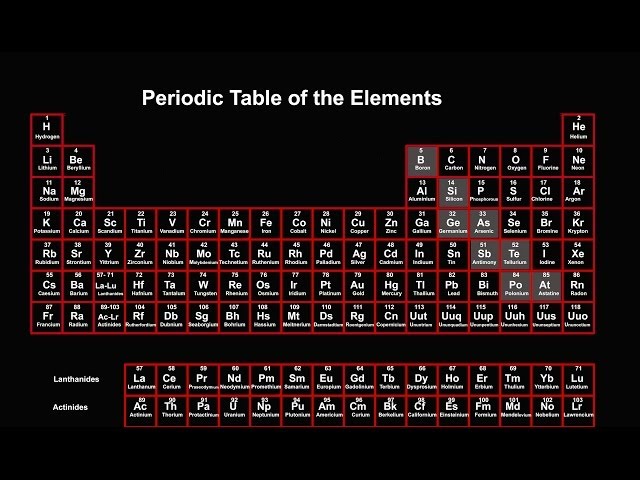 Periodic Table of the Elements
1 2
H He
Hydrogen Helium
3 4 5 6 7 8 9 10
Li Be B C N O F Ne
Lithium Beryllium Boron Carbon Nitrogen Oxygen Fluorine Neon
11 12 13 14 15 16 17 18
Na Mg Al Si P S Cl Ar
Sodium Magnesium Aluminium Silicon Phosphorous Sulfur Chlorine Argon
19 20 21 22 23 24 25 26 27 28 29 30 31 32 33 34 35 36
K Ca Sc Ti V Cr Mn Fe Co Ni Cu Zn Ga Ge As Se Br Kr
Potassium Calcium Scandium Titanium Vanadium Chromium Manganese Iron Cobalt Nickel Copper Zinc Gallium Germanium Arsenic Selenium Bromine Krypton
37 38 39 40 41 42 43 44 45 46 47 48 49 50 51 52 53 54
Rb Sr Y Zr Nb Mo Tc Ru Rh Pd Ag Cd In Sn Sb Te I Xe
Rubidium Strontium Yttrium Zirconium Niobium Molybdenum Technetium Ruthenium Rhodium Palladium Silver Cadmium Indium Tin Antimony Tellurium Iodine Xenon
55 56 57-71 72 73 74 75 76 77 78 79 80 81 82 83 84 85 86
Cs Ba La-Lu Hf Ta W Re Os Ir Pt Au Hg Tl Pb Bi Po At Rn
Cesium Barium Lanthanides Hafnium Tantalum Tungsten Rhenium Osmium Iridium Platinum Gold Mercury Thallium Lead Bismuth Polonium Astatine Radon
87 88 89-103 104 105 106 107 108 109 110 111 112 113 114 115 116 117 118
Fr Ra Ac-Lr Rf Db Sg Bh Hs Mt Ds Rg Cn Uut Uuq Uup Uuh Uus Uuo
Francium Radium Actinides Rutherfordium Dubnium Seaborgium Bohrium Hassium Meitnerium Darmstadtium Roentgenium Copernicium Ununtrium Ununquadium Ununpentium Ununhexium Ununseptium Ununoctium
57 58 59 60 61 62 63 64 65 66 67 68 69 70 71
Lanthanides La Ce Pr Nd Pm Sm Eu Gd Tb Dy Ho Er Tm Yb Lu
Lanthanum Cerium Praseodymium Neodymium Promethium Samarium Europium Gadolinium Terbium Dysprosium Holmium Erbium Thulium Ytterbium Lutetium
89 90 91 92 93 94 95 96 97 98 99 100 101 102 103
Actinides Ac Th Pa U Np Pu Am Cm Bk Cf Es Fm Md No Lr
Actinium Thorium Protactinium Uranium Neptunium Plutonium Americium Curium Berkelium Californium Einsteinium Fermium Mendelevium Nobelium Lawrencium